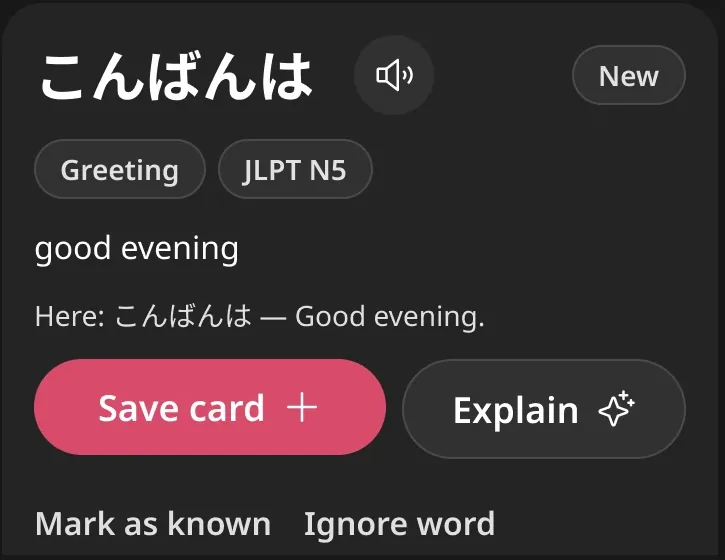 こんばんは New
Greeting JLPT N5
good evening
Here: こんばんは — Good evening.
Save card Explain
Mark as known Ignore word